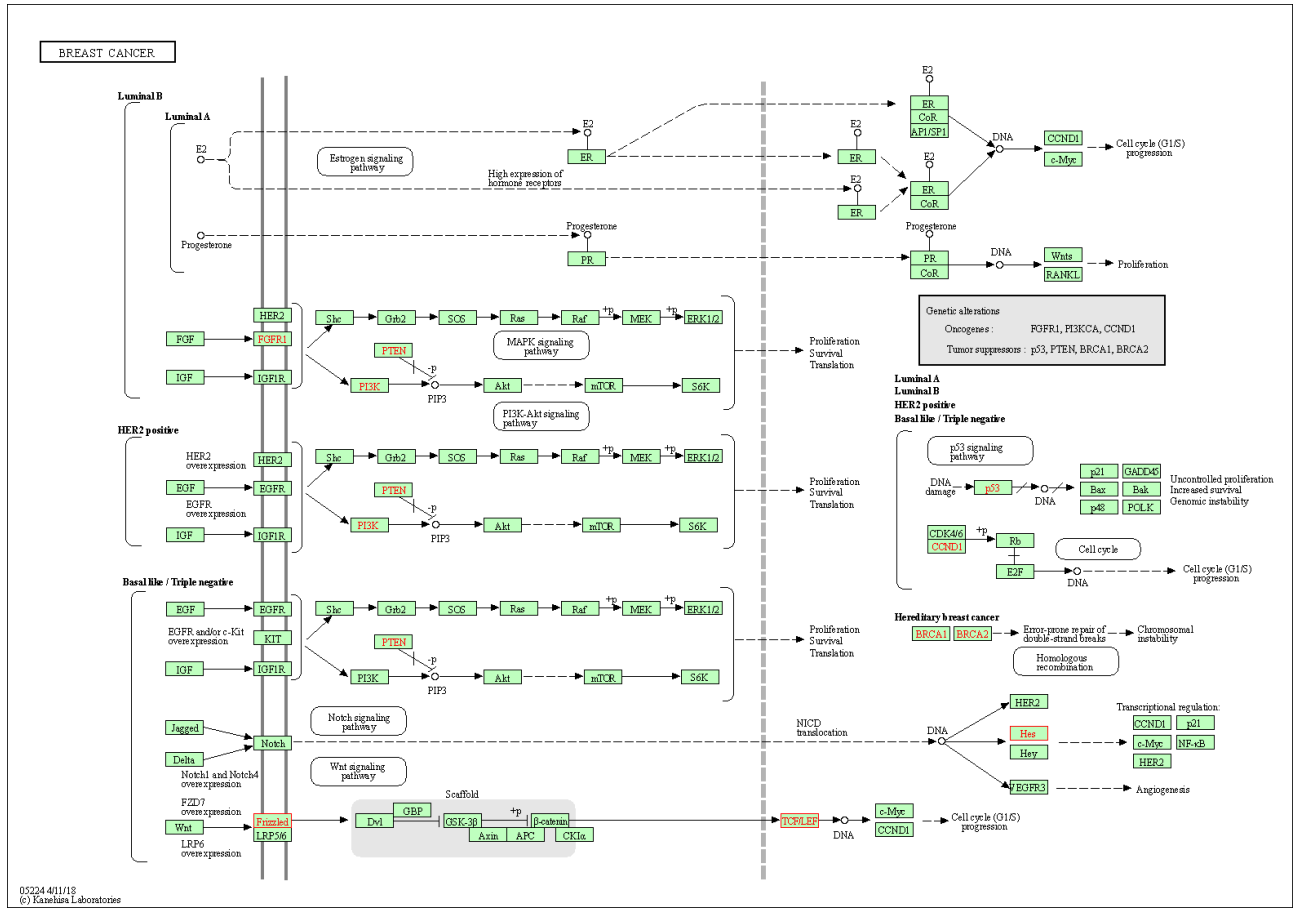 BREAST CANCER
Luminal B
Luminal A
E2
E2
Estrogen signaling
pathway
ER
High expression of
hormone receptors
E2
ER
E2
ER
E2
ER
CoR
AP1/SP1
E2
ER
CoR
DNA
CCND1
c-Myc
Cell cycle (G1/S)
progression
Progesterone
Progesterone
PR
Progesterone
PR
CoR
DNA
Wnts
RANKL
Proliferation
HER2
FGF
FGFR1
IGF
IGF1R
Shc
Grb2
SOS
Ras
Raf
+p
MEK
+p
ERK1/2
MAPK signaling
pathway
PTEN
-p
PI3K
PIP3
Akt
mTOR
S6K
PI3K-Akt signaling
pathway
Proliferation
Survival
Translation
Genetic alterations
Oncogenes : FGFR1, PI3KCA, CCND1
Tumor suppressors : p53, PTEN, BRCA1, BRCA2
HER2 positive
HER2
overexpression
HER2
EGF
EGFR
EGFR
overexpression
IGF
IGF1R
Shc
Grb2
SOS
Ras
Raf
+p
MEK
+p
ERK1/2
PTEN
-p
PI3K
PIP3
Akt
mTOR
S6K
Proliferation
Survival
Translation
Luminal A
Luminal B
HER2 positive
Basal like / Triple negative
p53 signaling
pathway
DNA
damage
p53
DNA
p21
GADD45
Bax
Bak
p48
POLK
Uncontrolled proliferation
Increased survival
Genomic instability
CDK4/6
CCND1
+p
Rb
E2F
Cell cycle
DNA
Cell cycle (G1/S)
progression
Basal like / Triple negative
EGF
EGFR
EGFR and/or c-Kit
overexpression
KIT
IGF
IGF1R
Shc
Grb2
SOS
Ras
Raf
+p
MEK
+p
ERK1/2
PTEN
-p
PI3K
PIP3
Akt
mTOR
S6K
Proliferation
Survival
Translation
Hereditary breast cancer
BRCA1
BRCA2
Error-prone repair of
double-strand breaks
Chromosomal
instability
Homologous
recombination
Notch signaling
pathway
Jagged
Delta
Notch
Notch1 and Notch4
overexpression
NICD
translocation
DNA
HER2
Hes
Hey
VEGFR3
Transcriptional regulation:
CCND1
p21
c-Myc
NF-κB
HER2
Angiogenesis
Wnt signaling
pathway
FZD7
overexpression
Wnt
LRP6
overexpression
Frizzled
LRP5/6
Scaffold
Dvl
GBP
GSK-3β
+p
β-catenin
Axin
APC
CKIα
TCP/LEF
DNA
c-Myc
CCND1
Cell cycle (G1/S)
progression
05224 4/11/18
(c) Kanehisa Laboratories